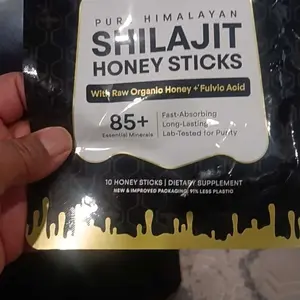 PURE HIMALAYAN
SHILAJIT
HONEY STICKS
With Raw Organic Honey + Fulvic Acid
85+
Essential Minerals
Fast-Absorbing
Long-Lasting
Lab-Tested for Purity
10 HONEY STICKS | DIETARY SUPPLEMENT
NEW & IMPROVED PACKAGING, 91% LESS PLASTIC